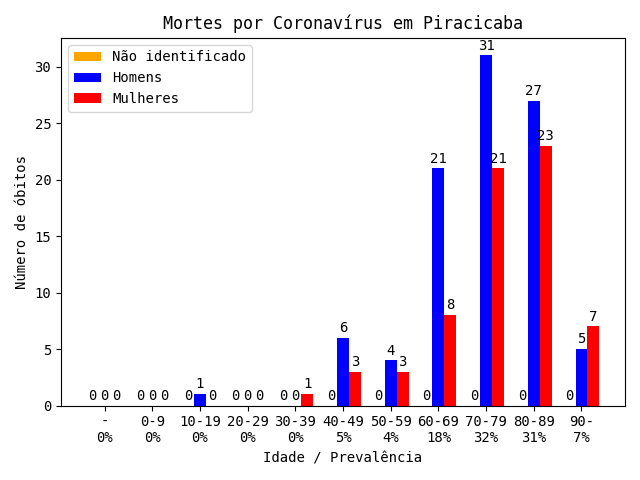 Mortes por Coronavírus em Piracicaba
Não identificado
Homens
Mulheres
Número de óbitos
30
25
20
15
10
5
0
0 0 0 0 0 0 0 1 0 0 0 0 0 0 1 0 6 3 0 4 3 0 21 8 0 31 21 0 27 23 0 5 7
- 0-9 10-19 20-29 30-39 40-49 50-59 60-69 70-79 80-89 90-
0% 0% 0% 0% 0% 5% 4% 18% 32% 31% 7%
Idade / Prevalência